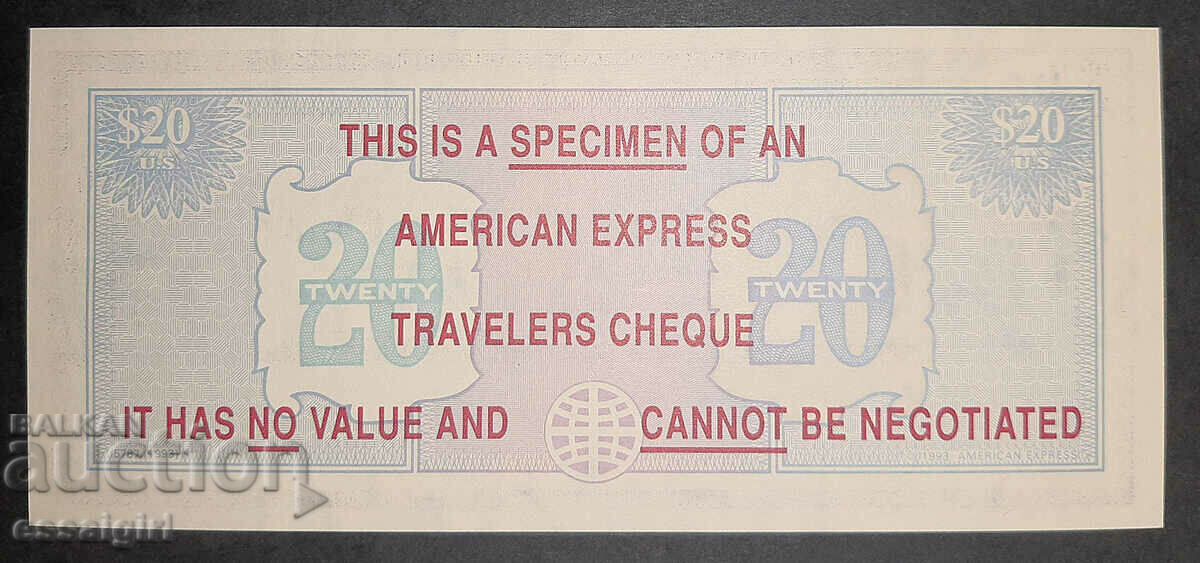 $20 $20
U.S U.S
THIS IS A SPECIMEN OF AN
AMERICAN EXPRESS
20 20
TWENTY TWENTY
TRAVELERS CHEQUE
IT HAS NO VALUE AND CANNOT BE NEGOTIATED
1993 AMERICAN EXPRESS
BALKAN
auction
essaigirl